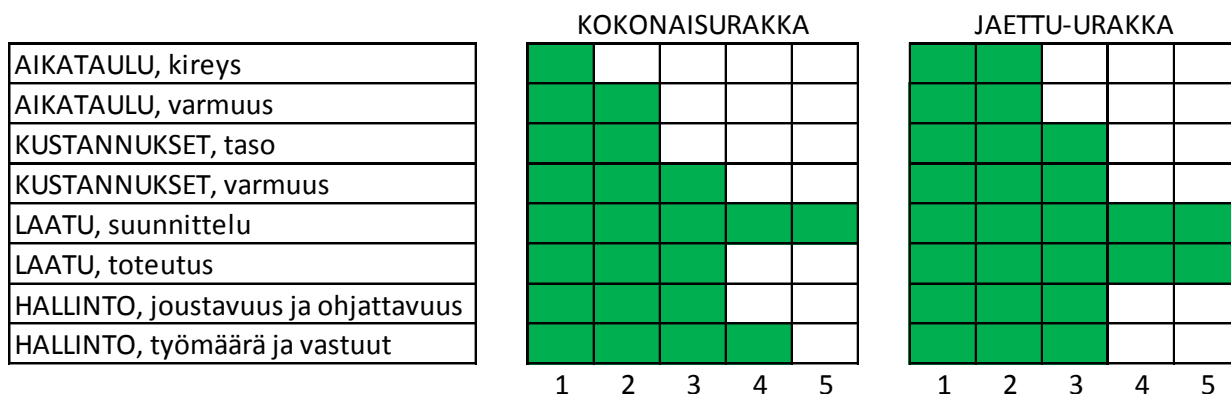 KOKONAISURAKKA JAETTU-URAKKA
AIKATAULU, kireys
AIKATAULU, varmuus
KUSTANNUKSET, taso
KUSTANNUKSET, varmuus
LAATU, suunnittelu
LAATU, toteutus
HALLINTO, joustavuus ja ohjattavuus
HALLINTO, työmäärä ja vastuut
1 2 3 4 5 1 2 3 4 5